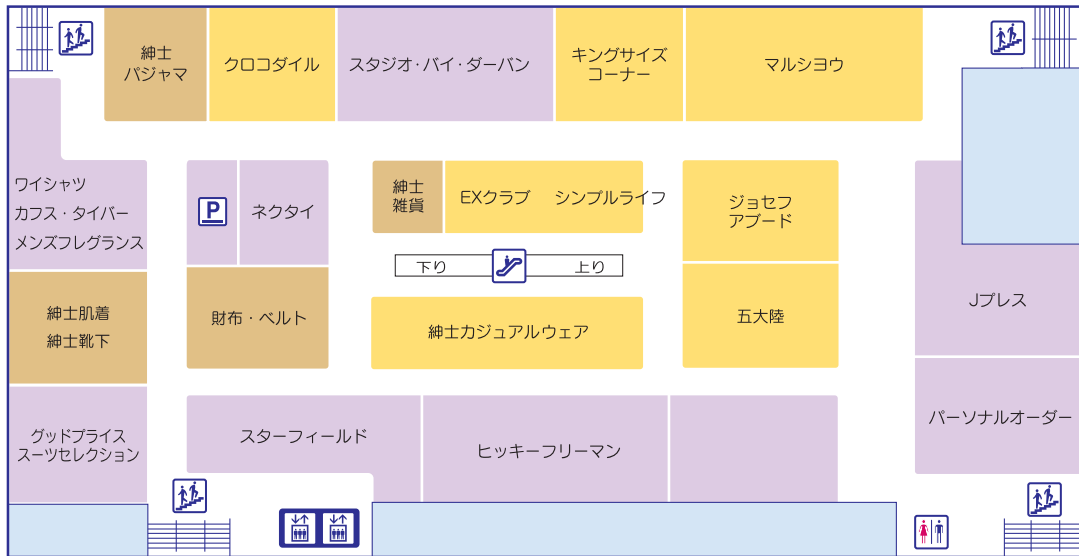 紳士
パジャマ
クロコダイル
スタジオ・バイ・ダーバン
キングサイズ
コーナー
マルシヨウ
ワイシャツ
カフス・タイバー
メンズフレグランス
P
ネクタイ
紳士
雑貨
EXクラブ
シンプルライフ
ジョセフ
アブード
下り
上り
紳士肌着
紳士靴下
財布・ベルト
紳士カジュアルウェア
五大陸
Jプレス
グッドプライス
スーツセレクション
スターフィールド
ヒッキーフリーマン
パーソナルオーダー